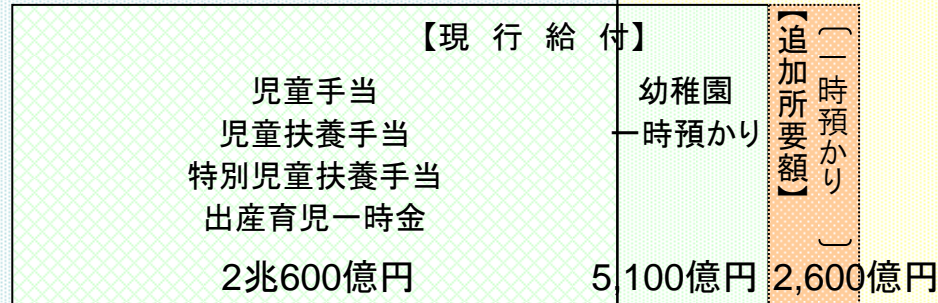 【現 行 給 付】
児童手当
児童扶養手当
特別児童扶養手当
出産育児一時金
2兆600億円
幼稚園
一時預かり
5,100億円
【追加所要額】
〔一時預かり 〕
2,600億円